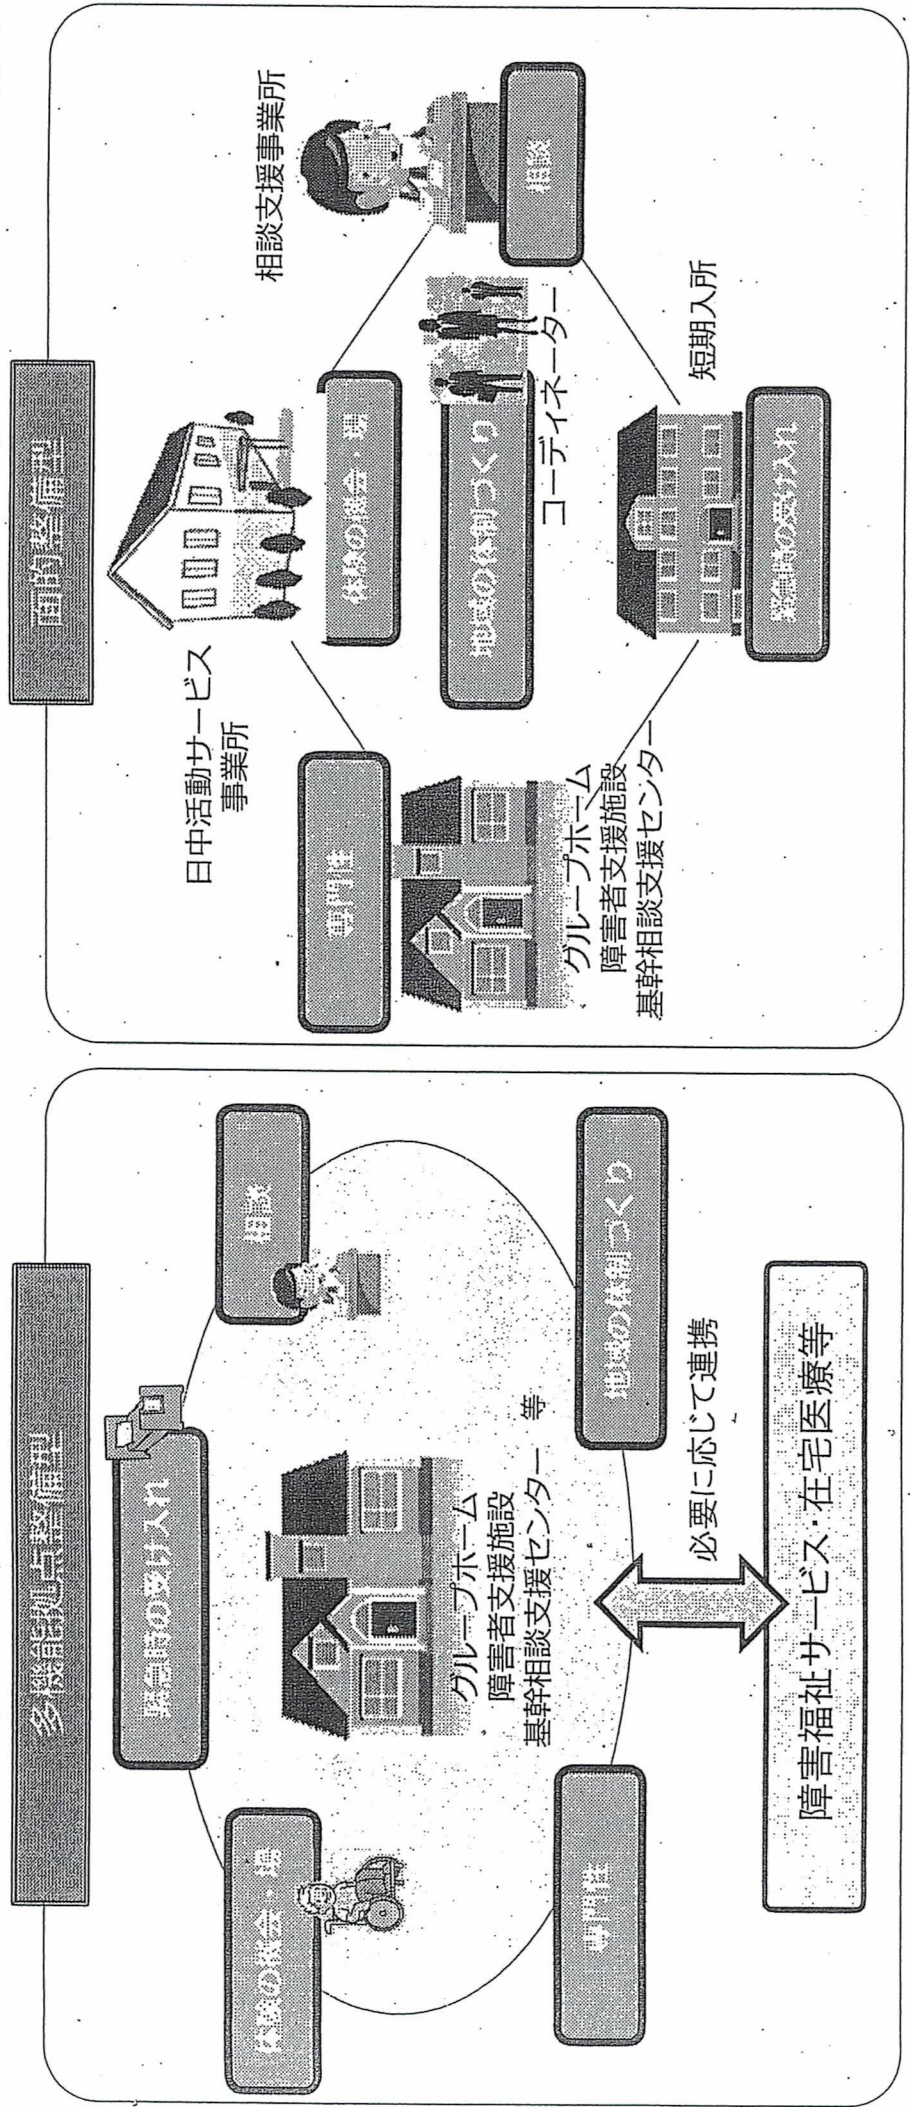 多機能拠点整備型
緊急時の受け入れ
体験の機会・場
相談
グループホーム
障害者支援施設
基幹相談支援センター 等
専門性
地域の体制づくり
必要に応じて連携
障害福祉サービス・在宅医療等
面的整備型
日中活動サービス
事業所
体験の機会・場
相談支援事業所
専門性
相談
地域の体制づくり
コーディネーター
グループホーム
障害者支援施設
基幹相談支援センター
短期入所
緊急時の受け入れ